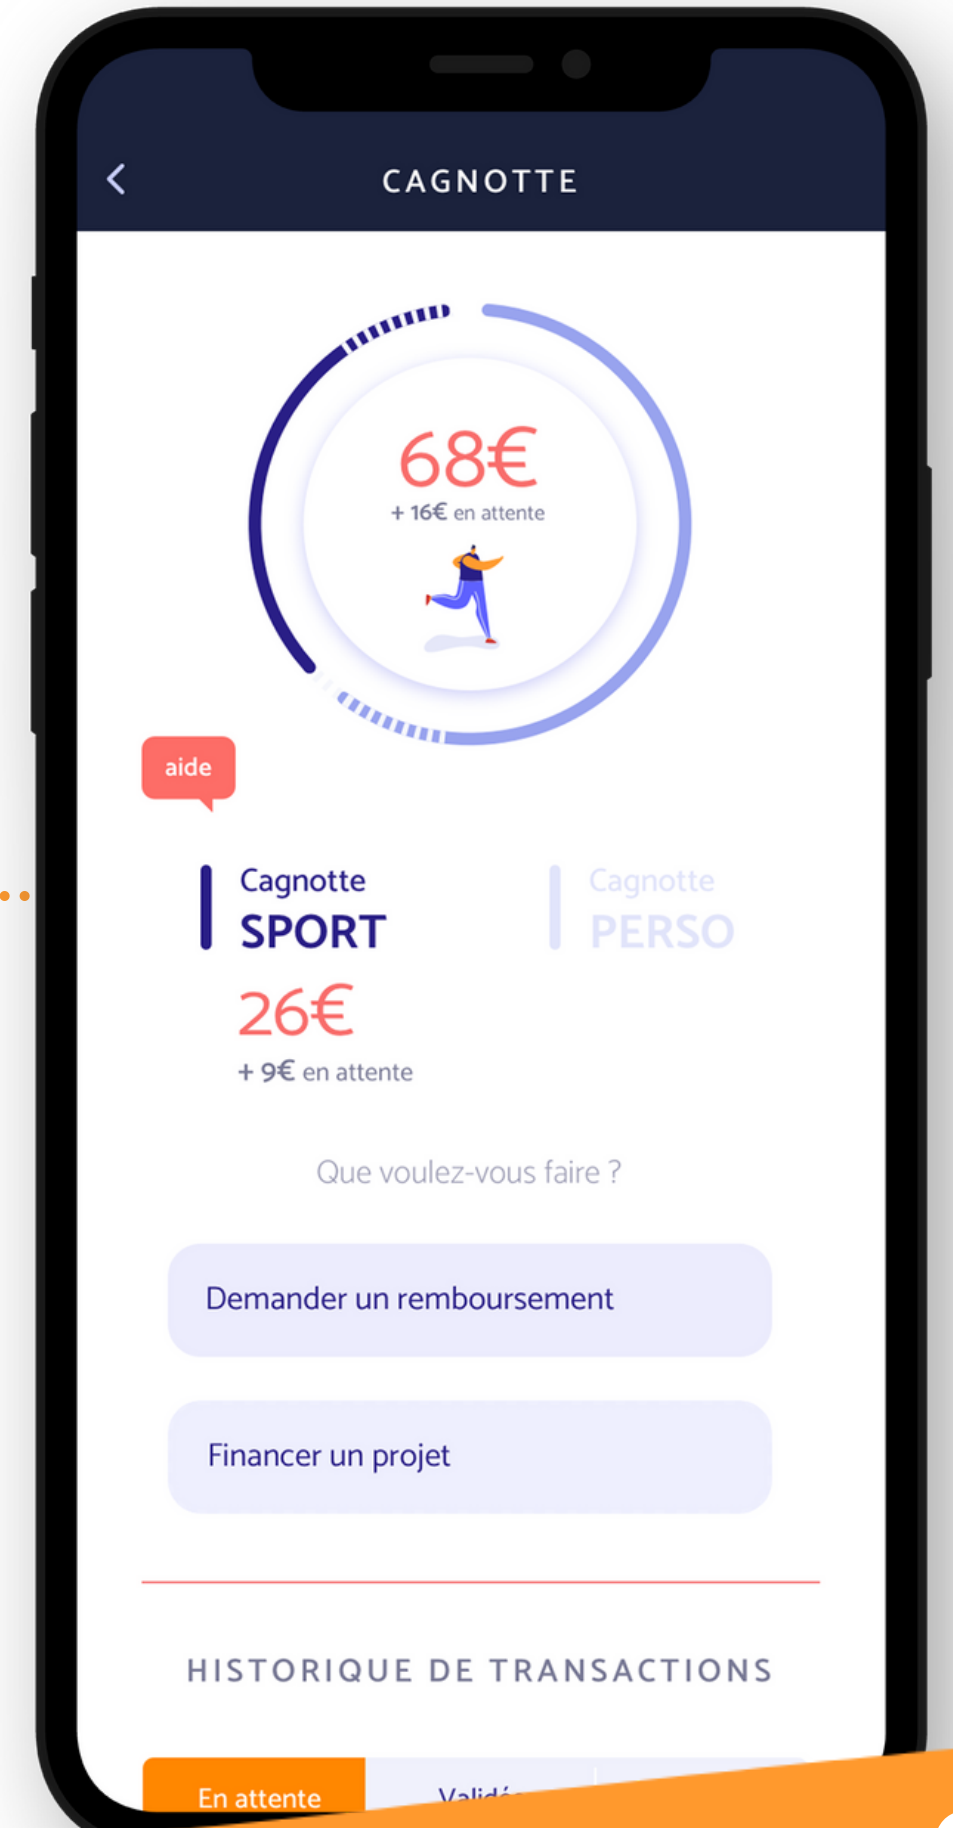 CAGNOTTE
68€
+ 16€ en attente
aide
Cagnotte
SPORT
26€
+ 9€ en attente
Cagnotte
PERSO
Que voulez-vous faire ?
Demander un remboursement
Financer un projet
HISTORIQUE DE TRANSACTIONS
En attente